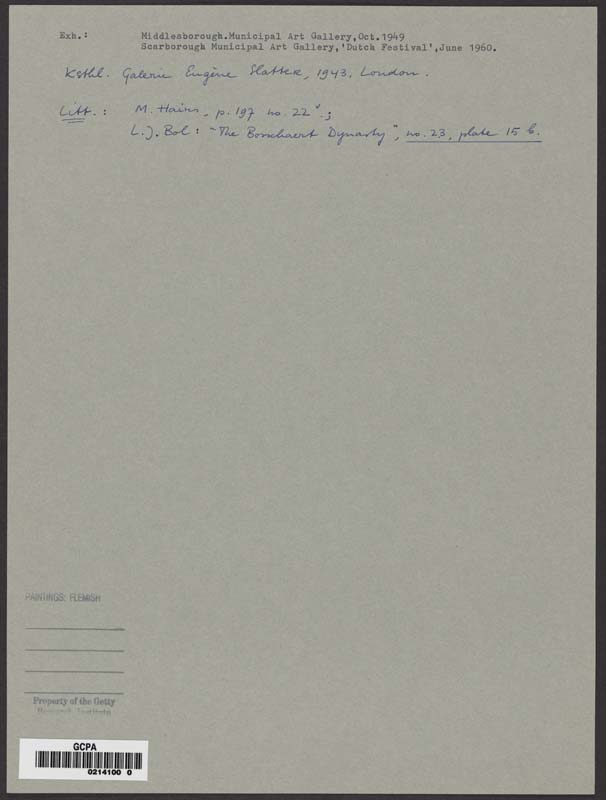 Exh.: Middlesborough.Municipal Art Gallery,Oct.1949
Scarborough Municipal Art Gallery,'Dutch Festival',June 1960.
Ksthl. Galerie Eugène Slatter, 1943, London.
Litt.: M. Hairs, p. 197 no. 22.;
L.J. Bol: "The Bosschaert Dynasty", no. 23, plate 15 b.
PAINTINGS: FLEMISH
Property of the Getty
Research Institute
GCPA
0214100 0